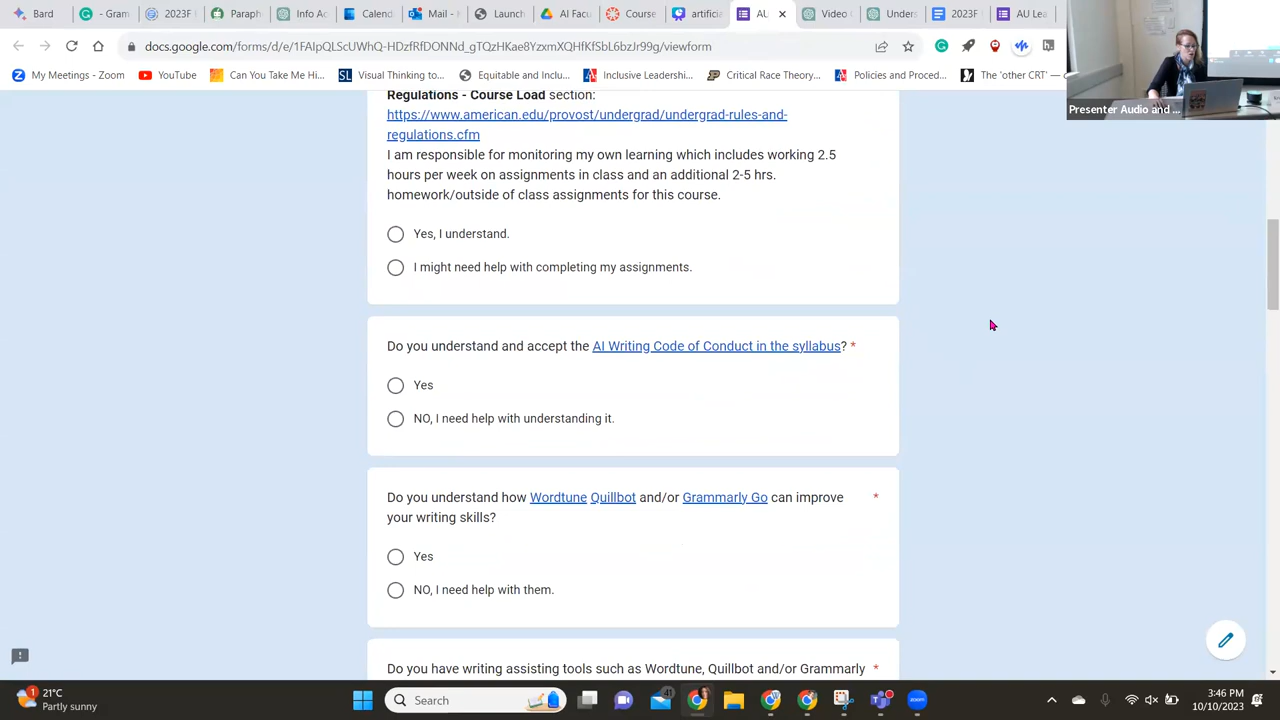 Bard
- Gram
2023F
Paraph
Info Ac
Calend
Mail -
Launch
AI Facu
Course
artificia
AU
Video
Unders
2023F
AU Lea
docs.google.com/forms/d/e/1FAIpQLScUWhQ-HDzfRfDONNd_gTQzHKae8YzxmXQHfKfSbL6bzJr99g/viewform
My Meetings - Zoom
YouTube
Can You Take Me Hi...
SL Visual Thinking to...
Equitable and Inclu...
Inclusive Leadershi...
Critical Race Theory...
Policies and Proced...
The 'other CRT' —
Presenter Audio and ...
Regulations - Course Load section:
https://www.american.edu/provost/undergrad/undergrad-rules-and-
regulations.cfm
I am responsible for monitoring my own learning which includes working 2.5
hours per week on assignments in class and an additional 2-5 hrs.
homework/outside of class assignments for this course.
Yes, I understand.
I might need help with completing my assignments.
Do you understand and accept the AI Writing Code of Conduct in the syllabus? *
Yes
NO, I need help with understanding it.
Do you understand how Wordtune Quillbot and/or Grammarly Go can improve *
your writing skills?
Yes
NO, I need help with them.
Do you have writing assisting tools such as Wordtune, Quillbot and/or Grammarly *
1
21°C
Partly sunny
Search
41
3:46 PM
10/10/2023